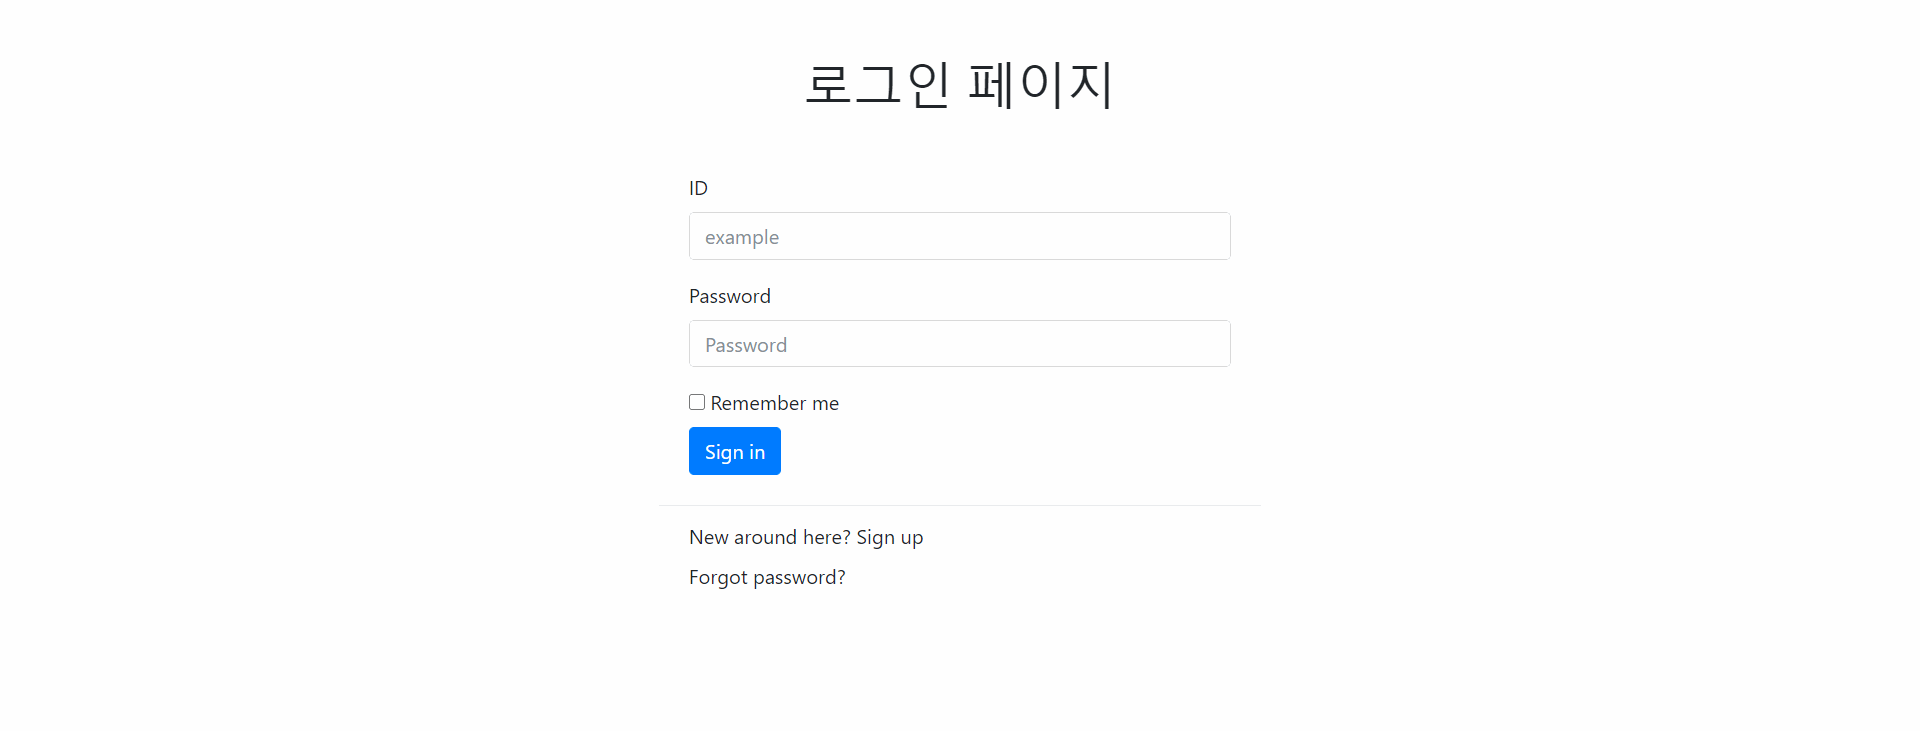 로그인 페이지
ID
example
Password
Password
Remember me
Sign in
New around here? Sign up
Forgot password?